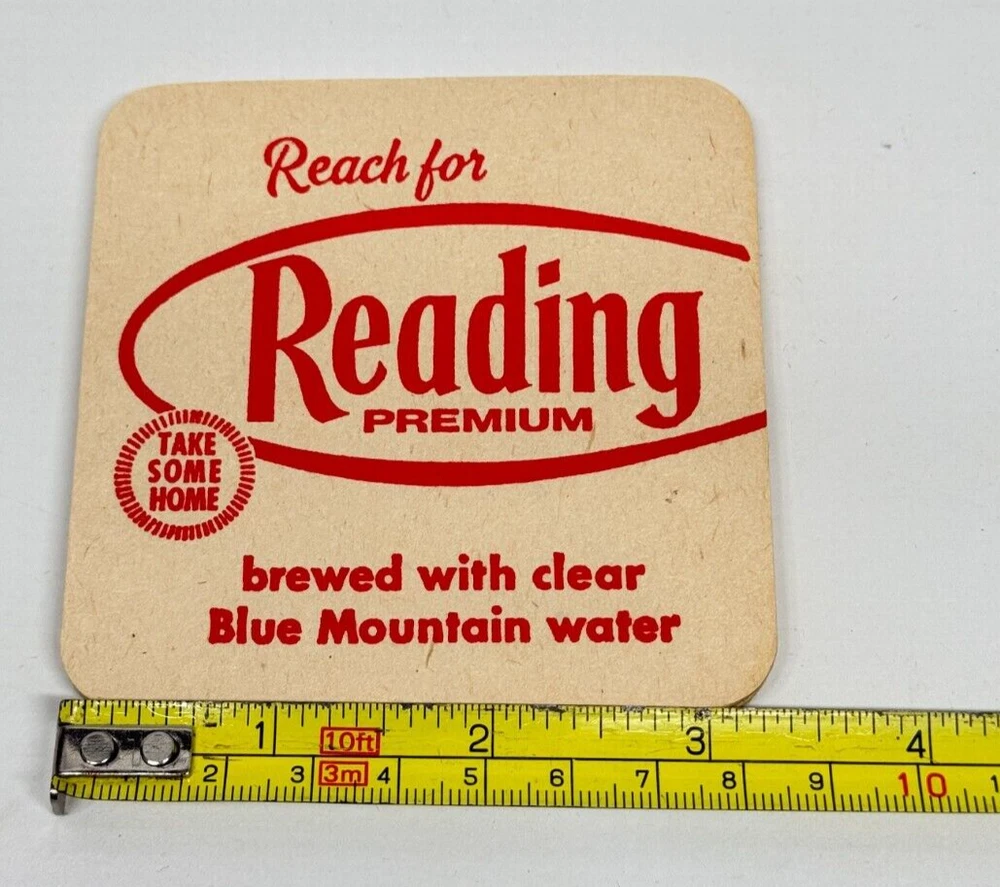 Reach for
Reading
PREMIUM
TAKE
SOME
HOME
brewed with clear
Blue Mountain water
1 10ft 2 3 4
2 3 3m 4 5 6 7 8 9 10 1